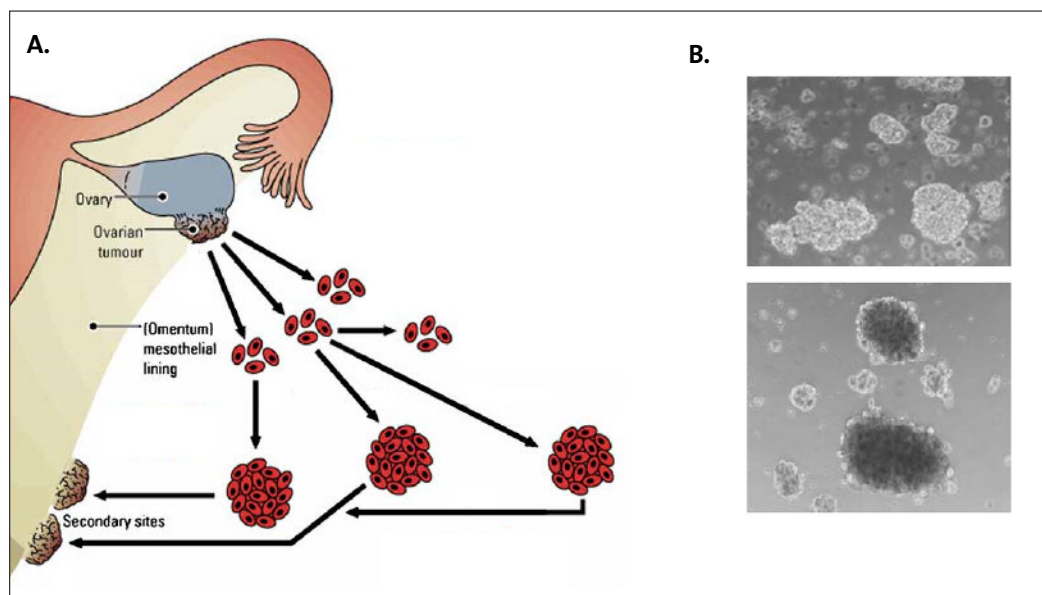 A.
B.
Ovary
Ovarian
tumour
(Omentum)
mesothelial
lining
Secondary sites